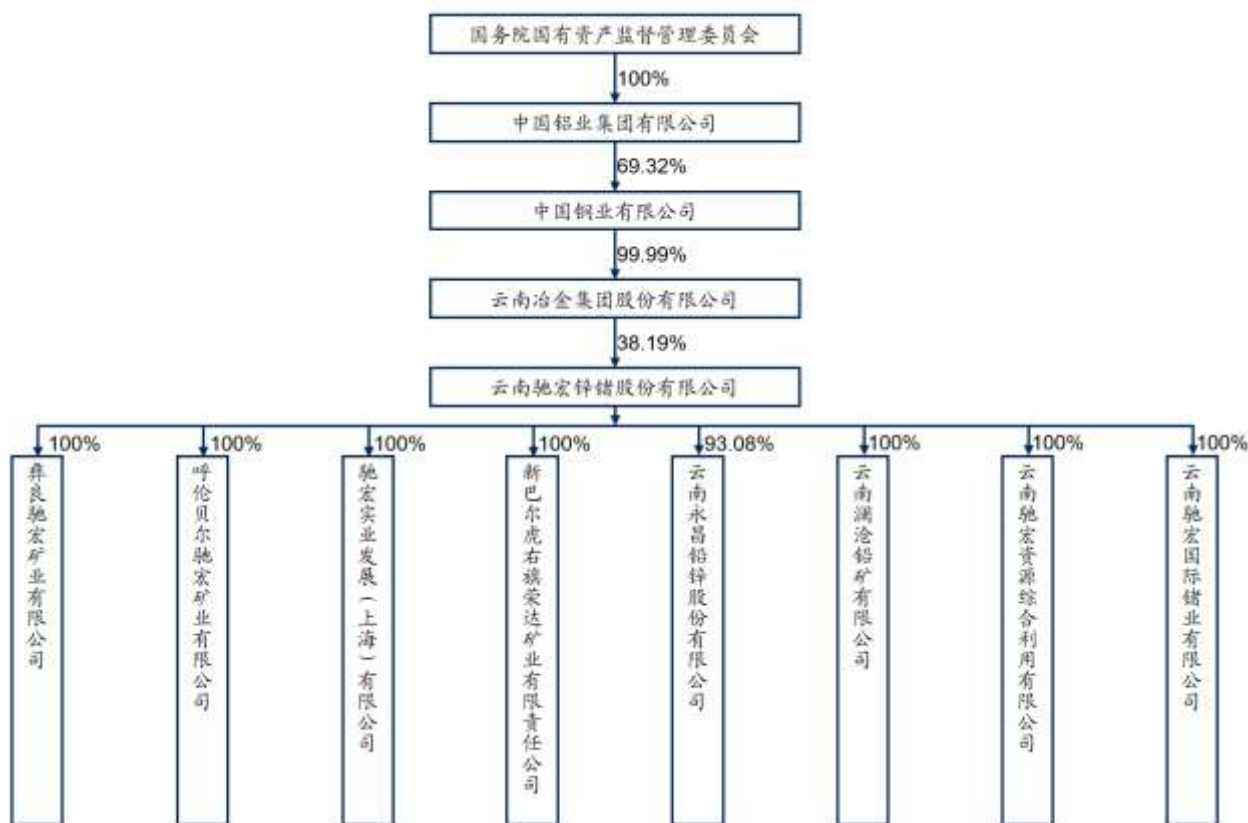 国务院国有资产监督管理委员会
100%
中国铝业集团有限公司
69.32%
中国铜业有限公司
99.99%
云南冶金集团股份有限公司
38.19%
云南驰宏锌锗股份有限公司
100%
100%
100%
100%
93.08%
100%
100%
100%
彝良驰宏矿业有限公司
呼伦贝尔驰宏矿业有限公司
驰宏实业发展（上海）有限公司
新巴尔虎右旗荣达矿业有限责任公司
云南永昌铅锌股份有限公司
云南澜沧铅矿有限公司
云南驰宏资源综合利用有限公司
云南驰宏国际锗业有限公司